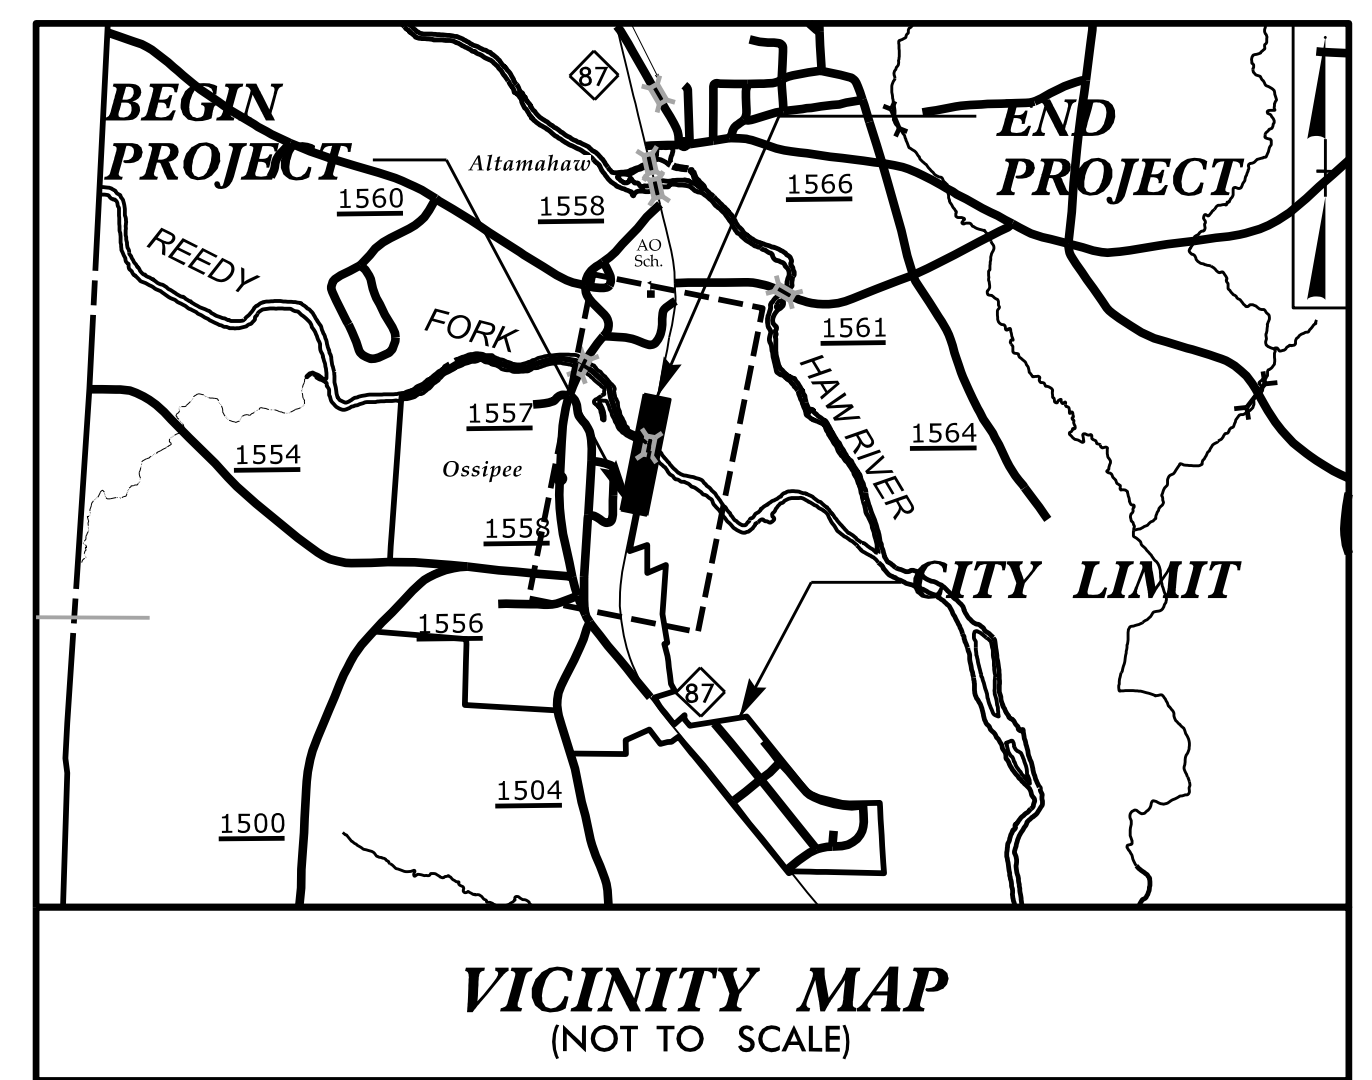 87
BEGIN
PROJECT
END
PROJECT
Altamahaw
1560
1558
1566
AO
Sch.
REEDY
FORK
1561
HAW RIVER
1557
1564
1554
Ossipee
1558
CITY LIMIT
1556
87
1504
1500
VICINITY MAP
(NOT TO SCALE)